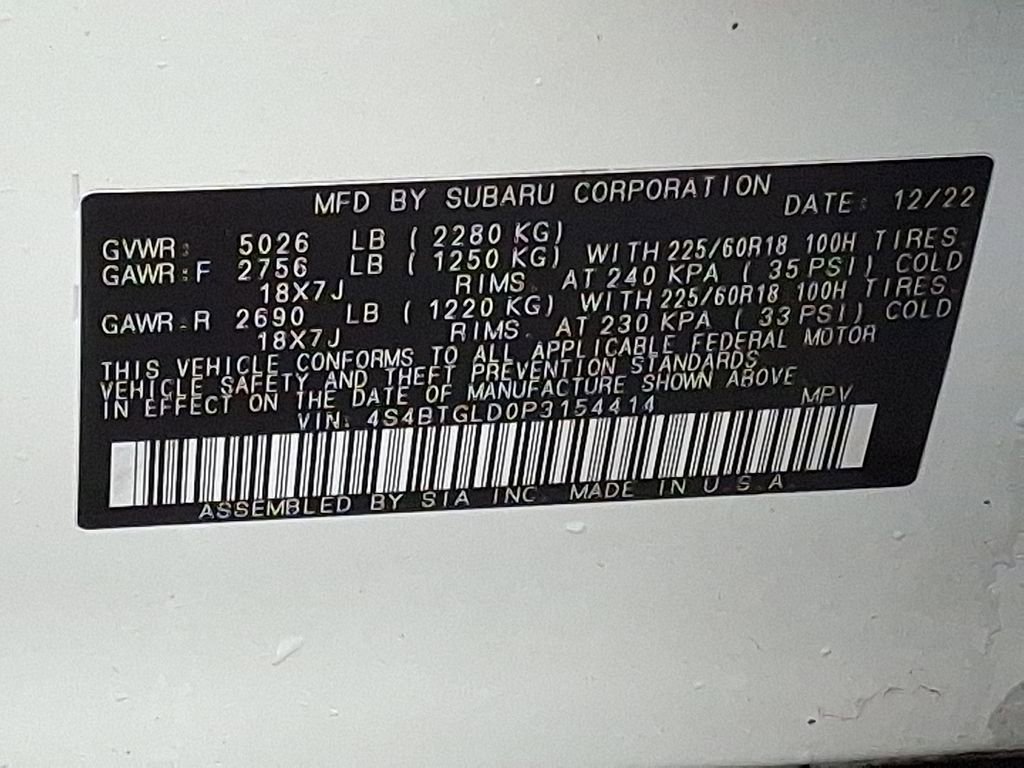 MFD BY SUBARU CORPORATION DATE: 12/22
GVWR: 5026 LB ( 2280 KG)
GAWR:F 2756 LB ( 1250 KG) WITH 225/60R18 100H TIRES.
18X7J RIMS. AT 240 KPA ( 35 PSI) COLD
GAWR:R 2690 LB ( 1220 KG) WITH 225/60R18 100H TIRES.
18X7J RIMS. AT 230 KPA ( 33 PSI) COLD
THIS VEHICLE CONFORMS TO ALL APPLICABLE FEDERAL MOTOR
VEHICLE SAFETY AND THEFT PREVENTION STANDARDS
IN EFFECT ON THE DATE OF MANUFACTURE SHOWN ABOVE
VIN: 4S4BTGLD0P3154414 MPV
ASSEMBLED BY SIA INC. MADE IN U.S.A.